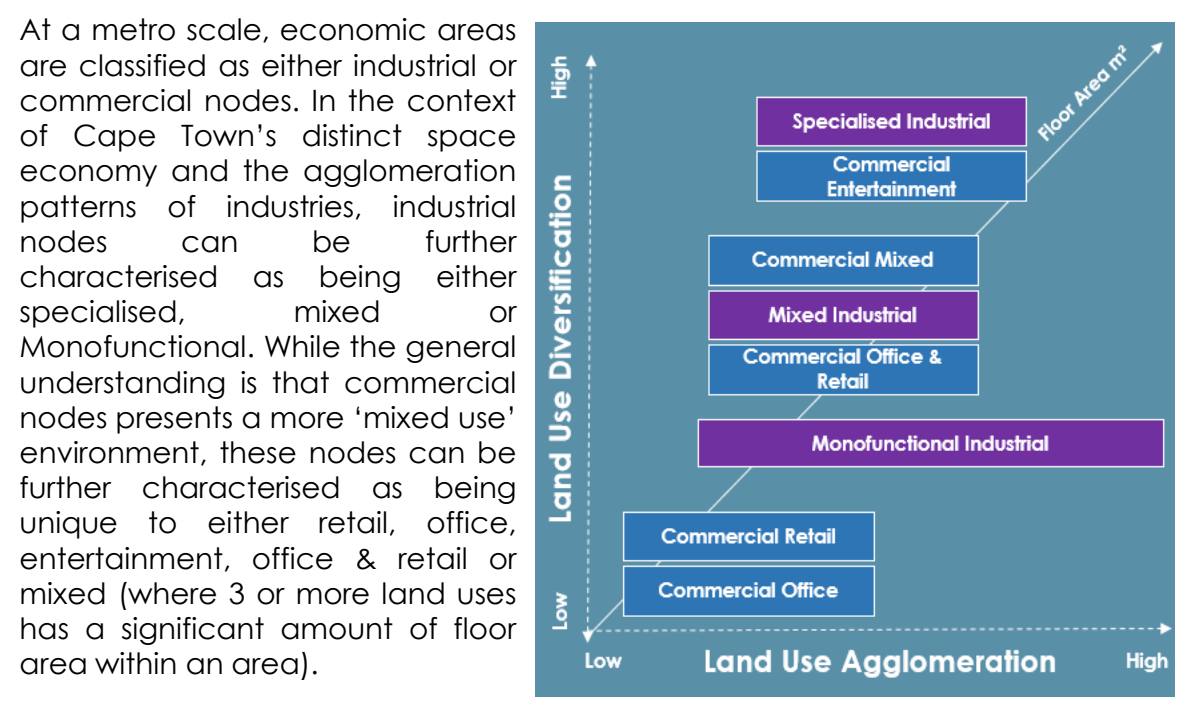 At a metro scale, economic areas
are classified as either industrial or
commercial nodes. In the context
of Cape Town’s distinct space
economy and the agglomeration
patterns of industries, industrial
nodes can be further
characterised as being either
specialised, mixed or
Monofunctional. While the general
understanding is that commercial
nodes presents a more ‘mixed use’
environment, these nodes can be
further characterised as being
unique to either retail, office,
entertainment, office & retail or
mixed (where 3 or more land uses
has a significant amount of floor
area within an area).
High
Land Use Diversification
Low
Floor Area m²
Specialised Industrial
Commercial
Entertainment
Commercial Mixed
Mixed Industrial
Commercial Office &
Retail
Monofunctional Industrial
Commercial Retail
Commercial Office
Low
Land Use Agglomeration
High